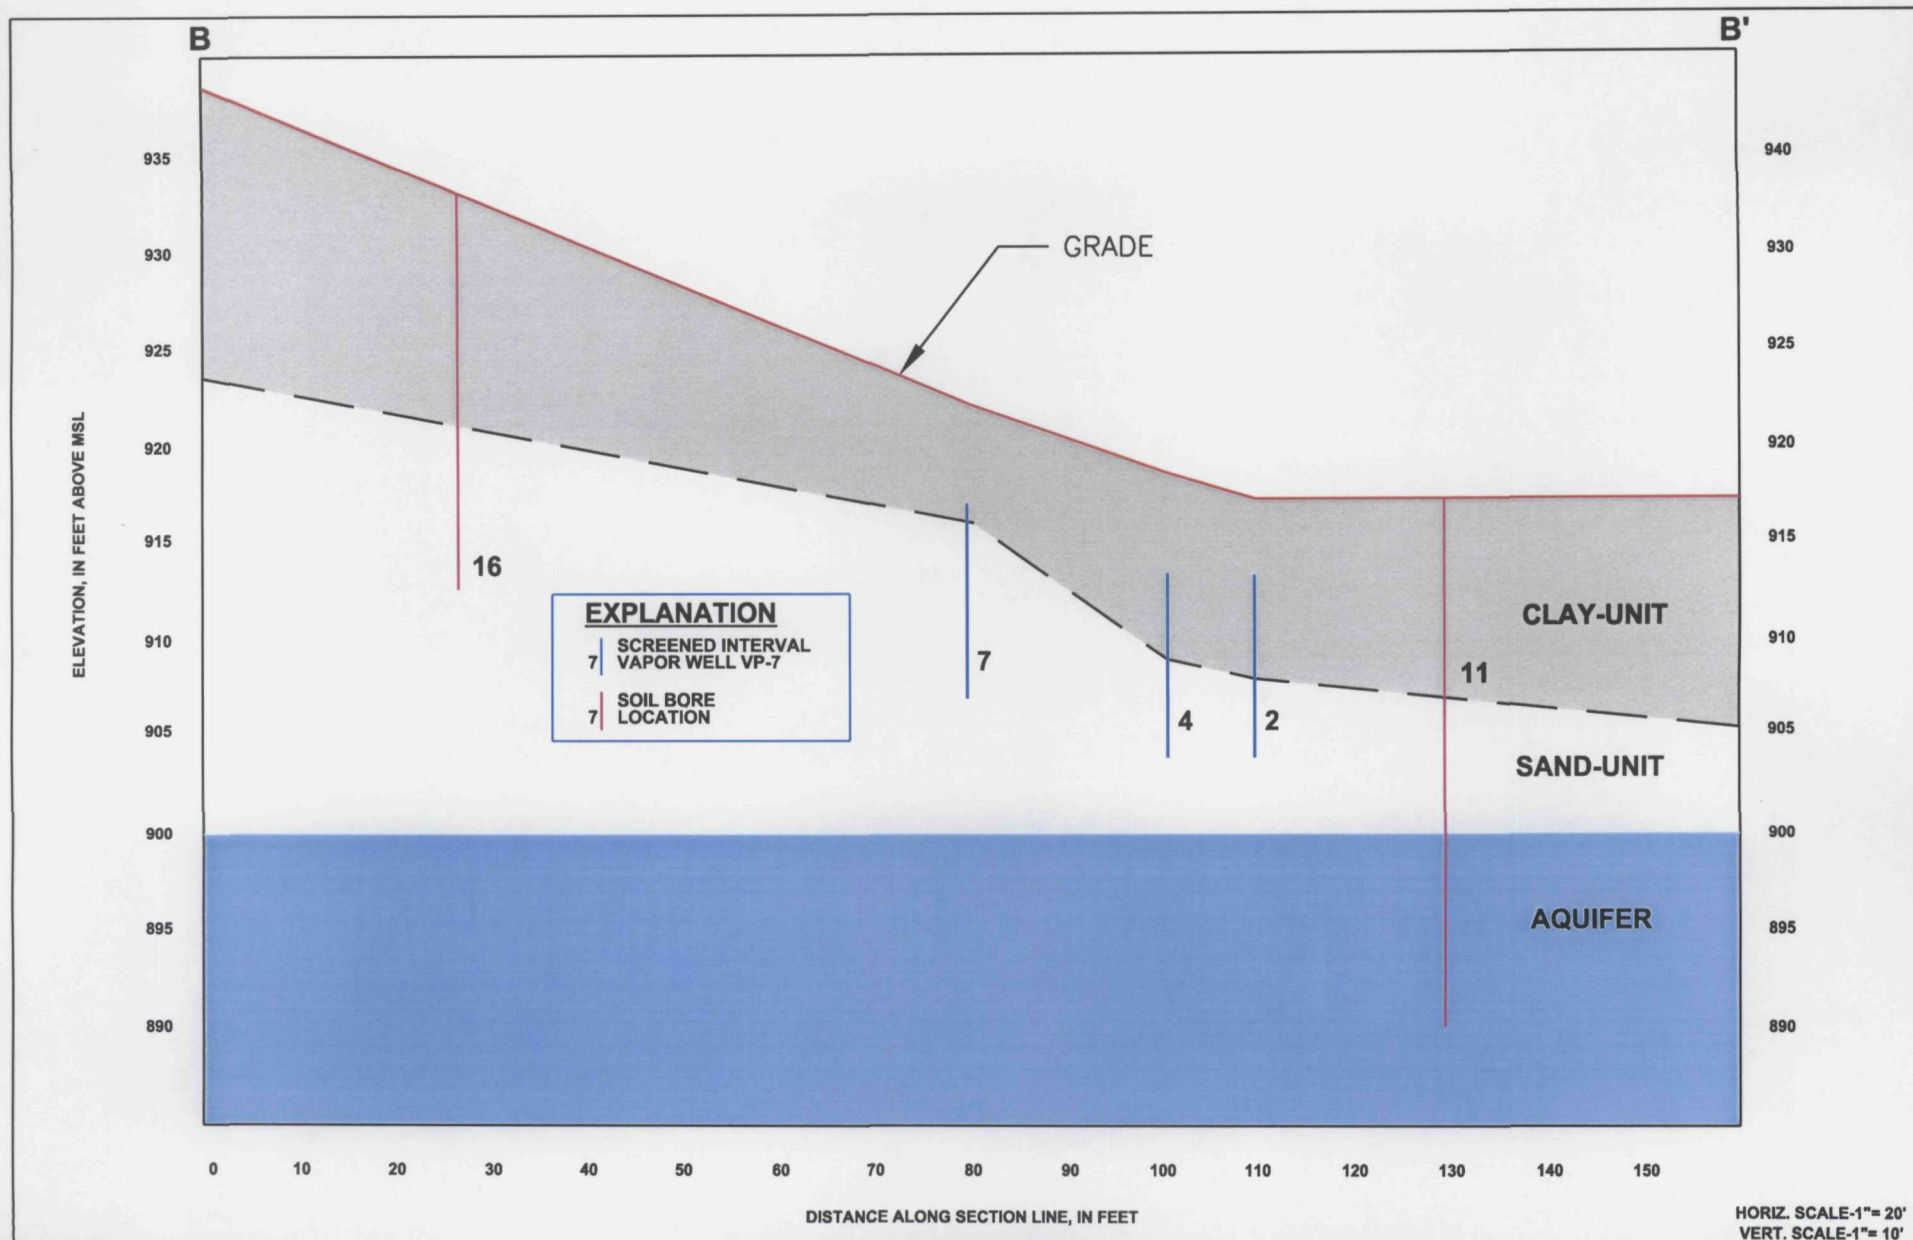 B
B'
935
940
930
930
GRADE
925
925
920
920
ELEVATION, IN FEET ABOVE MSL
915
915
16
EXPLANATION
SCREENED INTERVAL
7 VAPOR WELL VP-7
SOIL BORE
7 LOCATION
910
910
CLAY-UNIT
7
11
4
2
905
905
SAND-UNIT
900
900
895
895
AQUIFER
890
890
0 10 20 30 40 50 60 70 80 90 100 110 120 130 140 150
DISTANCE ALONG SECTION LINE, IN FEET
HORIZ. SCALE-1"= 20'
VERT. SCALE-1"= 10'